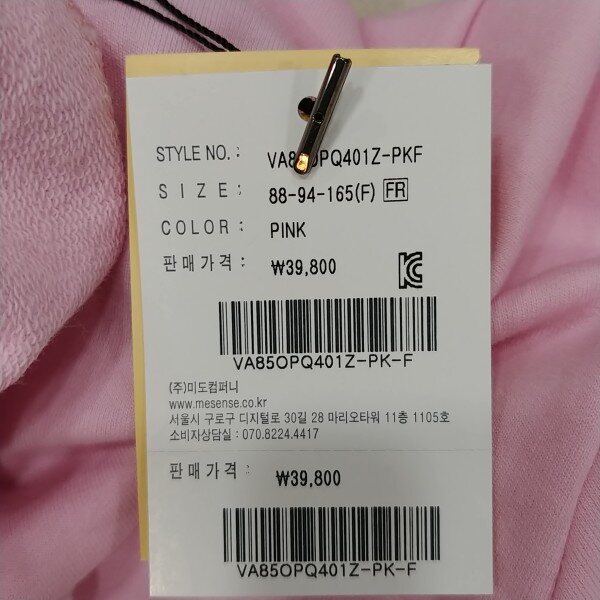 STYLE NO. : VA85OPQ401Z-PKF
SIZE : 88-94-165(F) FR
COLOR : PINK
판매가격 : ₩39,800
KC
VA85OPQ401Z-PK-F
(주)미도컴퍼니
www.mesense.co.kr
서울시 구로구 디지털로 30길 28 마리오타워 11층 1105호
소비자상담실 : 070.8224.4417
판매가격 : ₩39,800
VA85OPQ401Z-PK-F